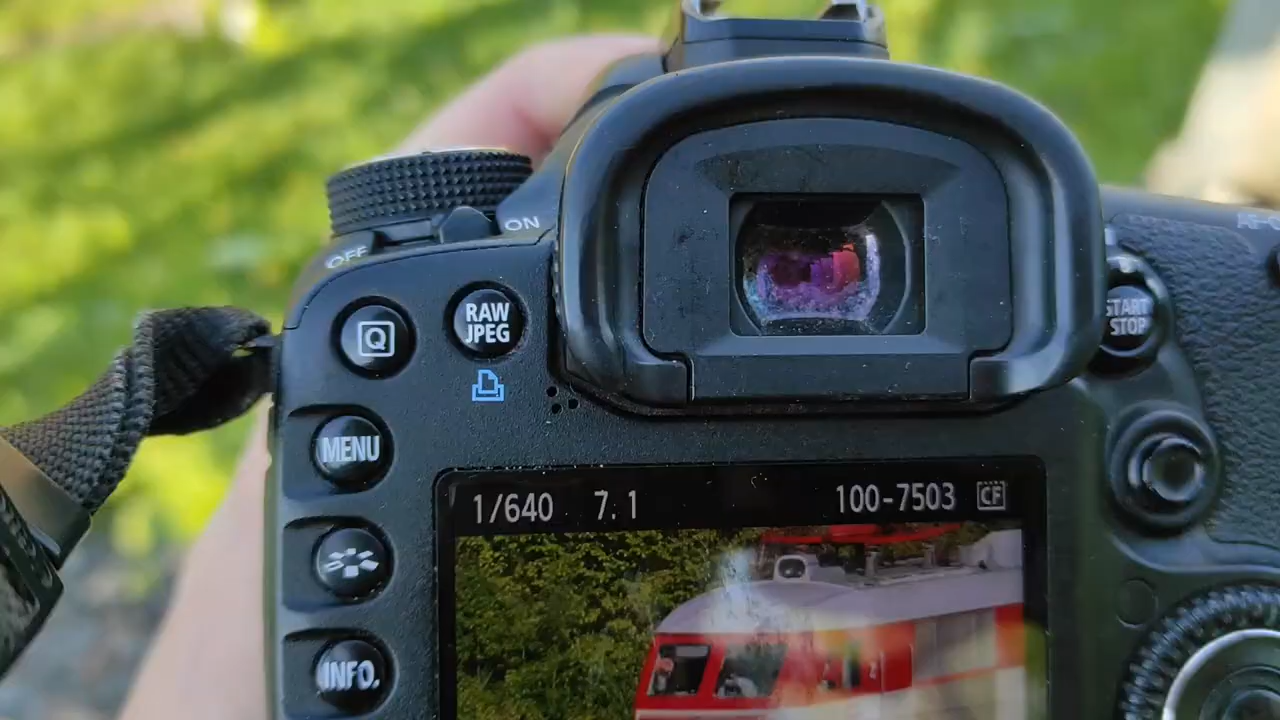 ON
OFF
Q
RAW
JPEG
START
STOP
MENU
1/640 7.1 100-7503 CF
INFO.